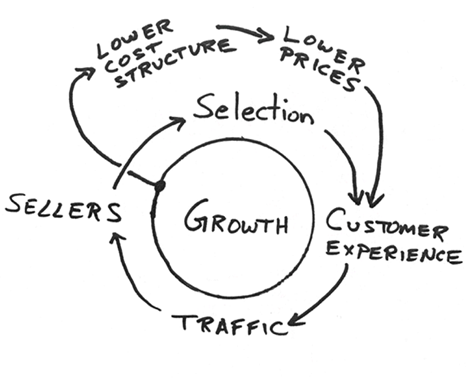 LOWER
COST
STRUCTURE
LOWER
PRICES
Selection
SELLERS
GROWTH
CUSTOMER
EXPERIENCE
TRAFFIC